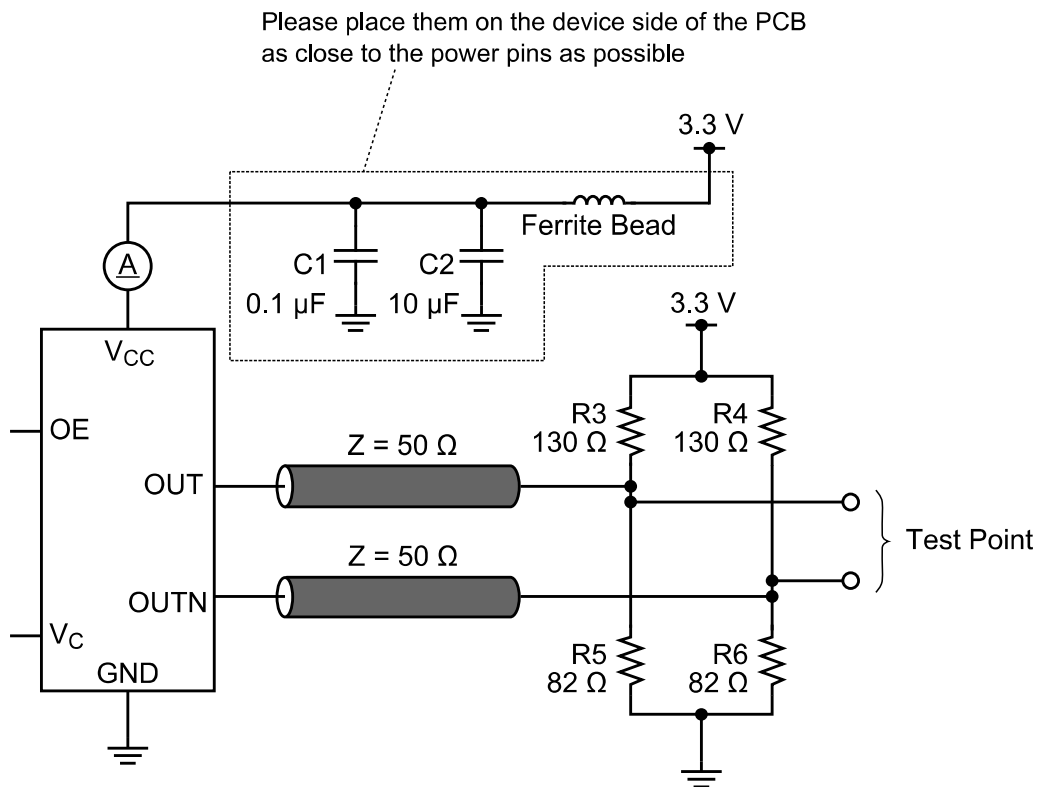 Please place them on the device side of the PCB
as close to the power pins as possible
3.3 V
Ferrite Bead
C1
0.1 µF
C2
10 µF
A
3.3 V
VCC
OE
OUT
OUTN
VC
GND
Z = 50 Ω
Z = 50 Ω
R3
130 Ω
R4
130 Ω
Test Point
R5
82 Ω
R6
82 Ω